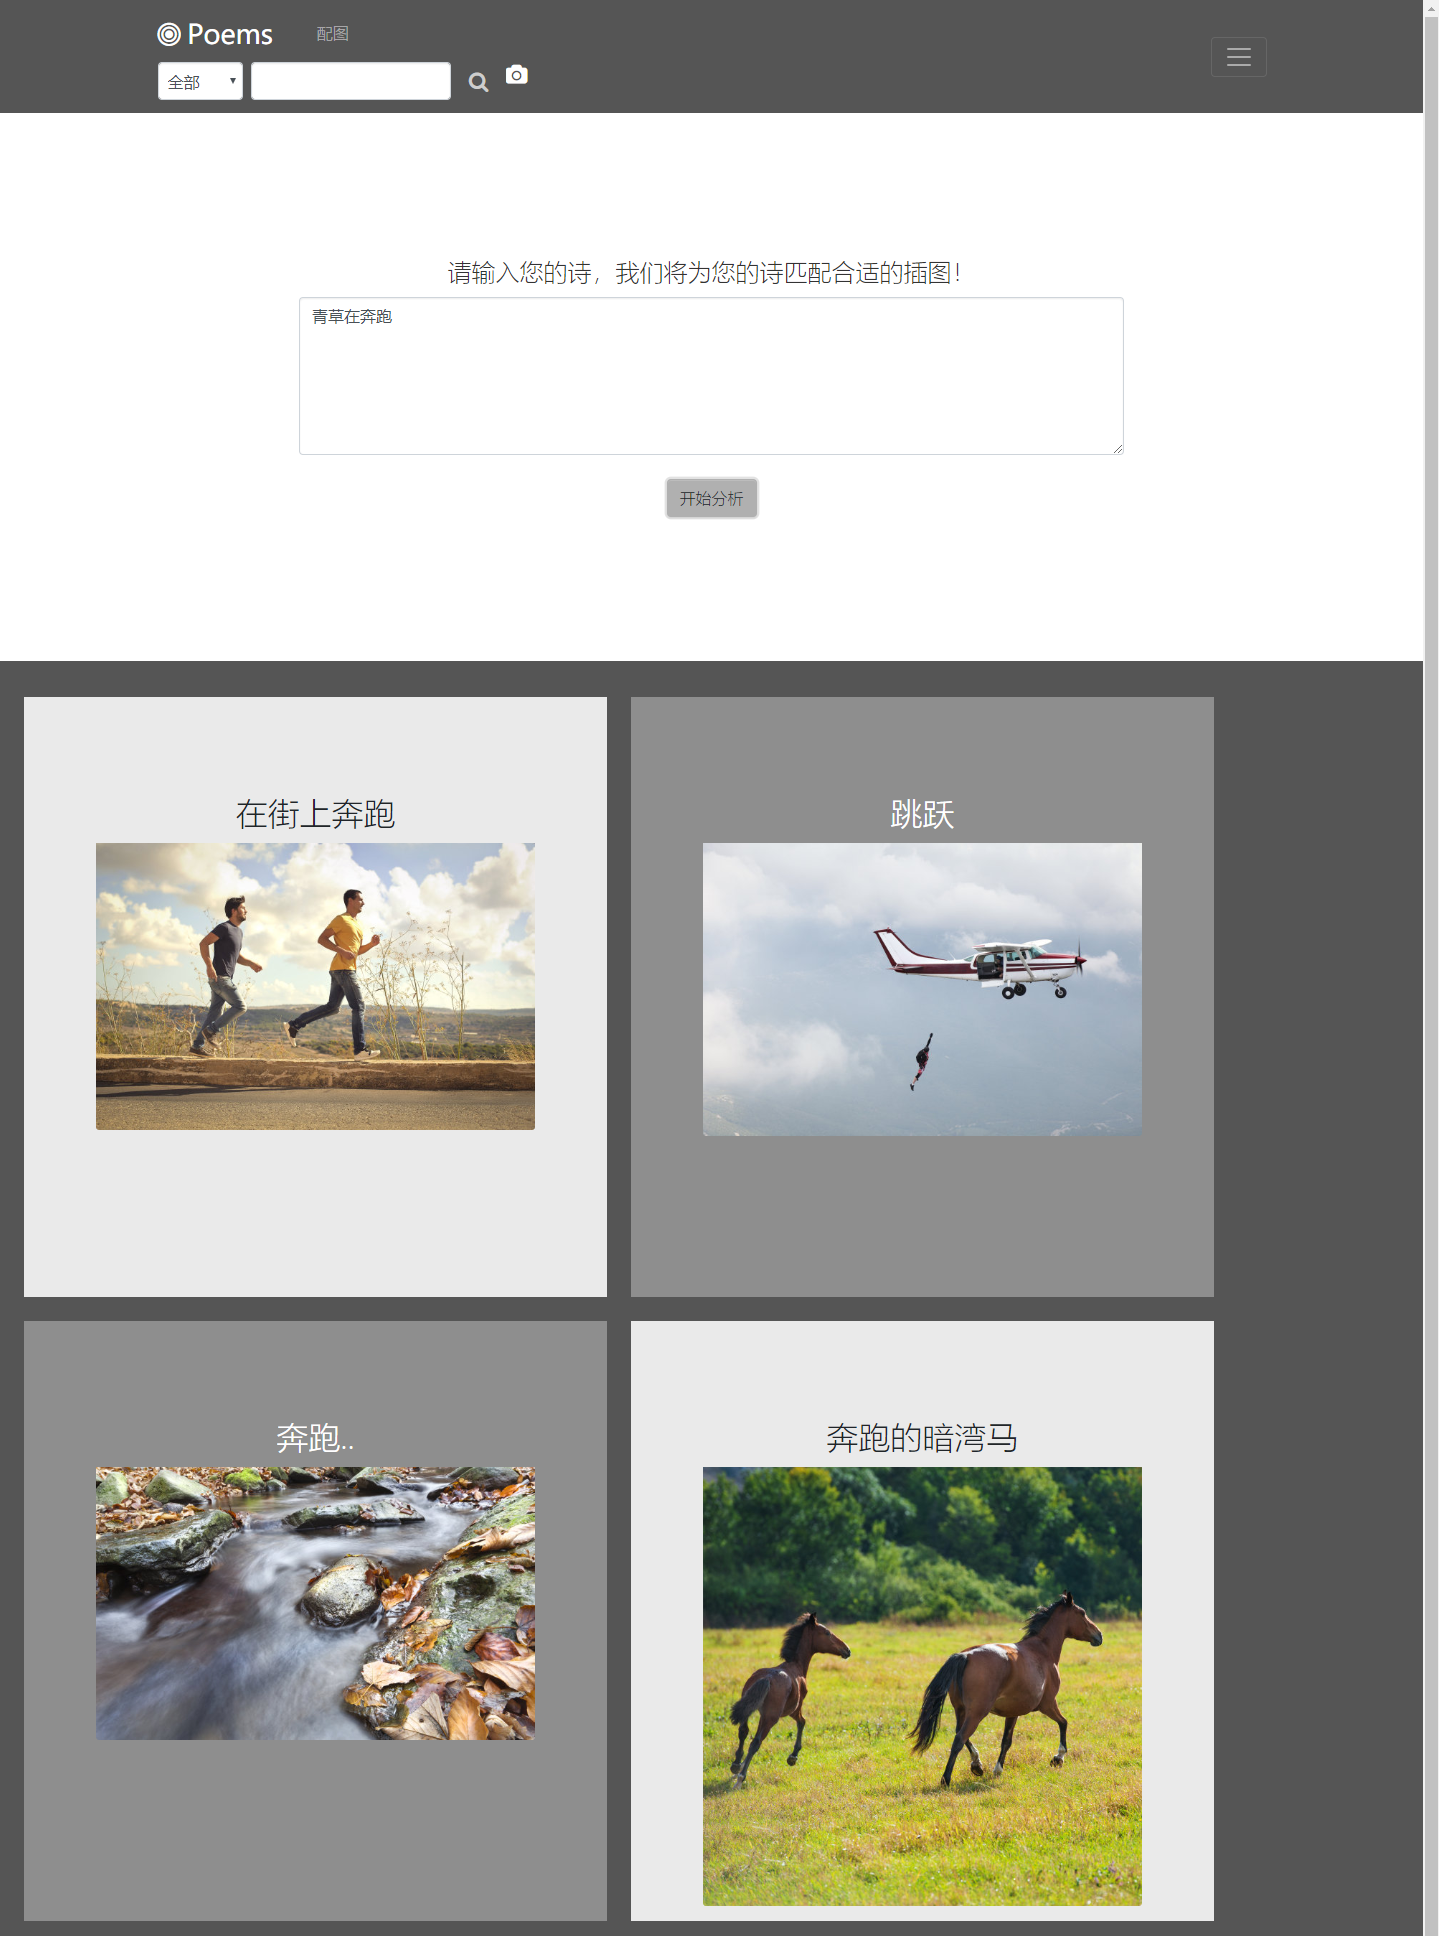 Poems
配图
全部
请输入您的诗，我们将为您的诗匹配合适的插图！
青草在奔跑
开始分析
在街上奔跑
跳跃
奔跑..
奔跑的暗湾马